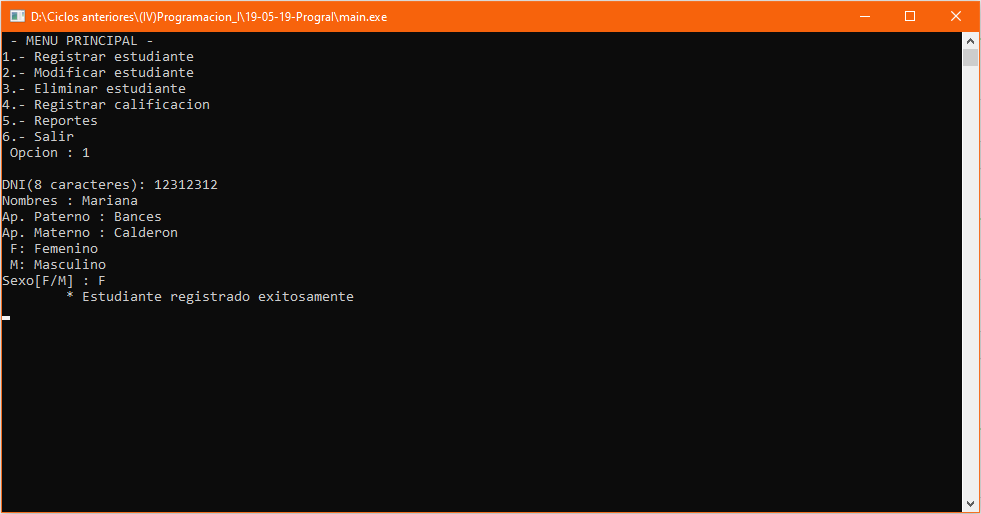 D:\Ciclos anteriores\(IV)Programacion_I\19-05-19-PrograI\main.exe
- MENU PRINCIPAL -
1.- Registrar estudiante
2.- Modificar estudiante
3.- Eliminar estudiante
4.- Registrar calificacion
5.- Reportes
6.- Salir
Opcion : 1
DNI(8 caracteres): 12312312
Nombres : Mariana
Ap. Paterno : Bances
Ap. Materno : Calderon
F: Femenino
M: Masculino
Sexo[F/M] : F
* Estudiante registrado exitosamente